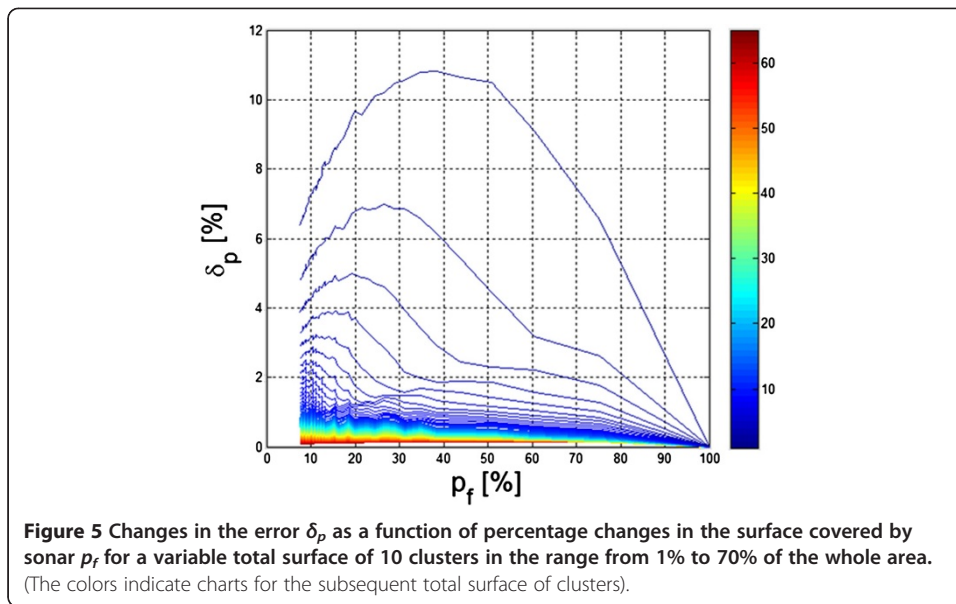 12
10
8
6
4
2
0
δp [%]
0 10 20 30 40 50 60 70 80 90 100
pf [%]
60
50
40
30
20
10
Figure 5 Changes in the error δp as a function of percentage changes in the surface covered by
sonar pf for a variable total surface of 10 clusters in the range from 1% to 70% of the whole area.
(The colors indicate charts for the subsequent total surface of clusters).